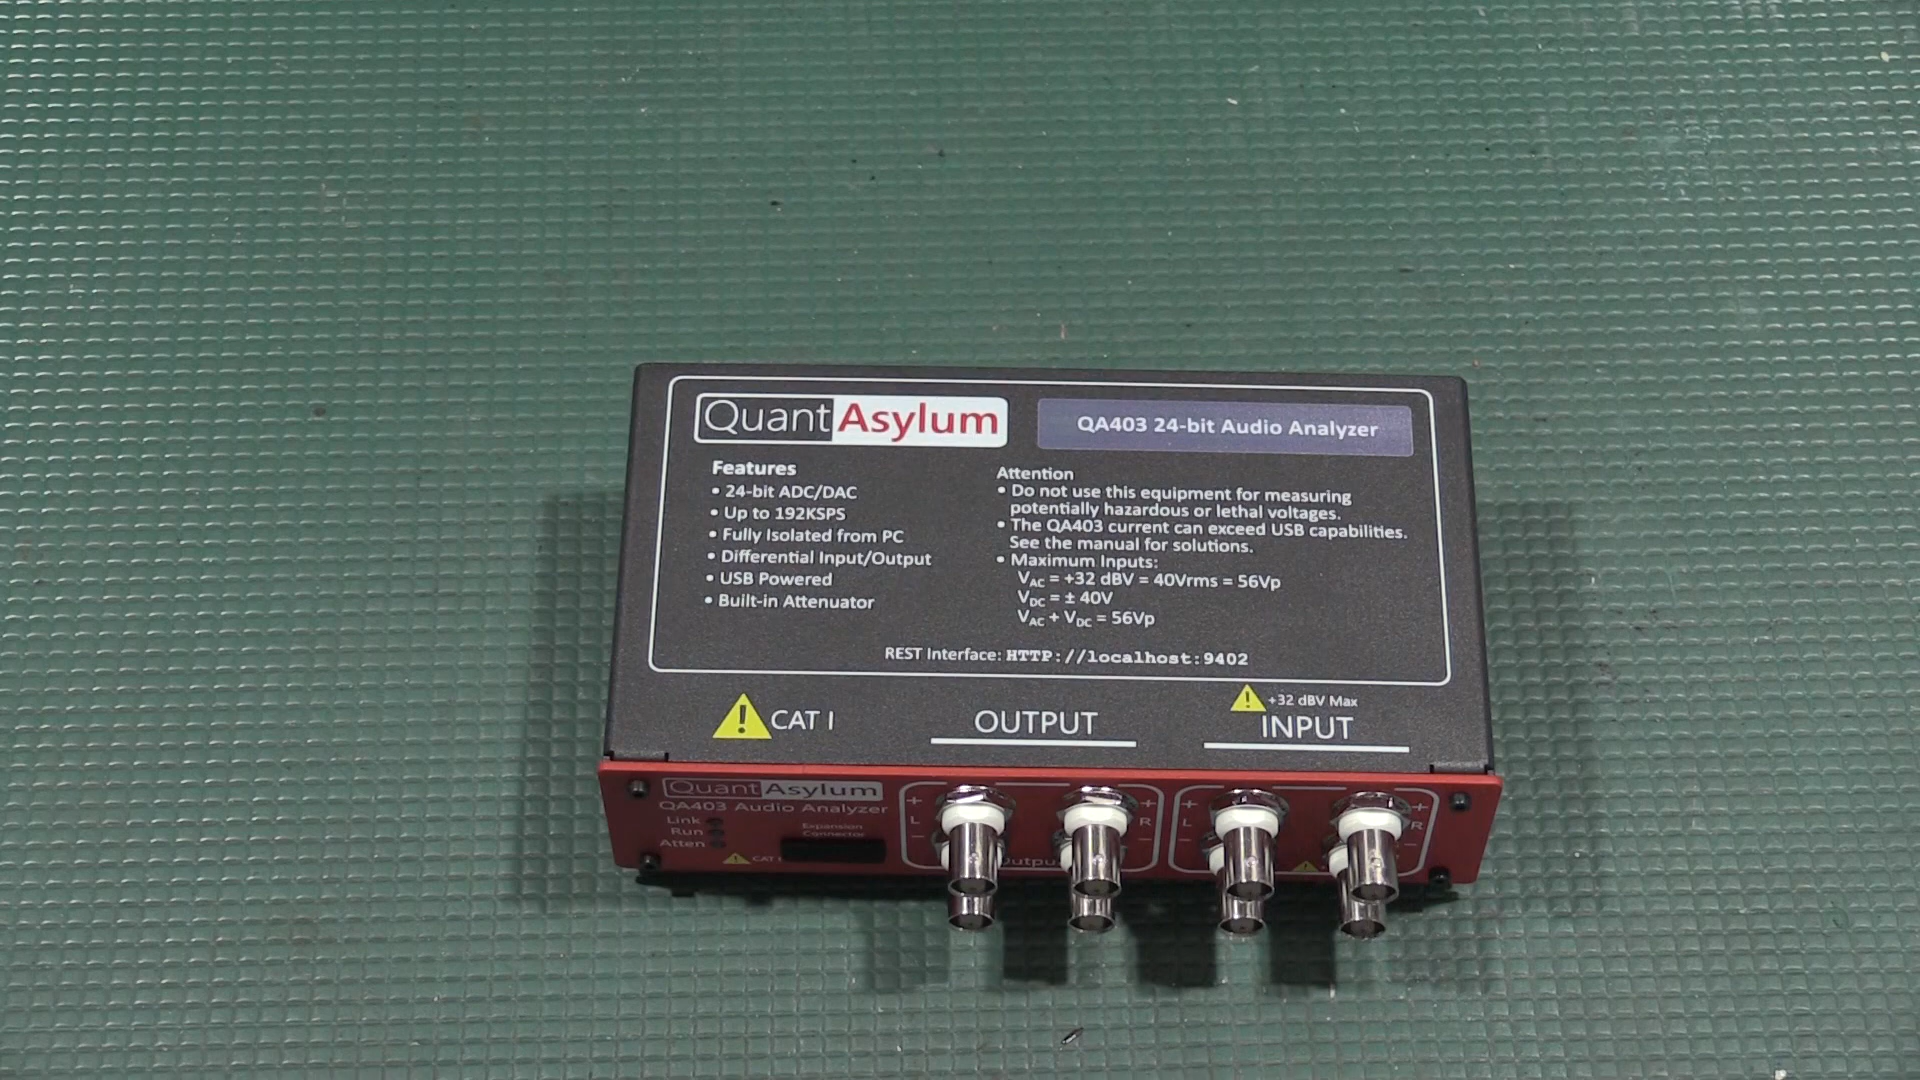 QuantAsylum
QA403 24-bit Audio Analyzer
Features
• 24-bit ADC/DAC
• Up to 192KSPS
• Fully Isolated from PC
• Differential Input/Output
• USB Powered
• Built-in Attenuator
Attention
• Do not use this equipment for measuring
potentially hazardous or lethal voltages.
• The QA403 current can exceed USB capabilities.
See the manual for solutions.
• Maximum Inputs:
VAC = +32 dBV = 40Vrms = 56Vp
VDC = ± 40V
VAC + VDC = 56Vp
REST Interface: HTTP://localhost:9402
CAT I
OUTPUT
+32 dBV Max
INPUT
QuantAsylum
QA403 Audio Analyzer
Link
Run
Atten
CAT I
Expansion
Connector
+
L
−
+
R
−
Output
+
L
−
+
R
−